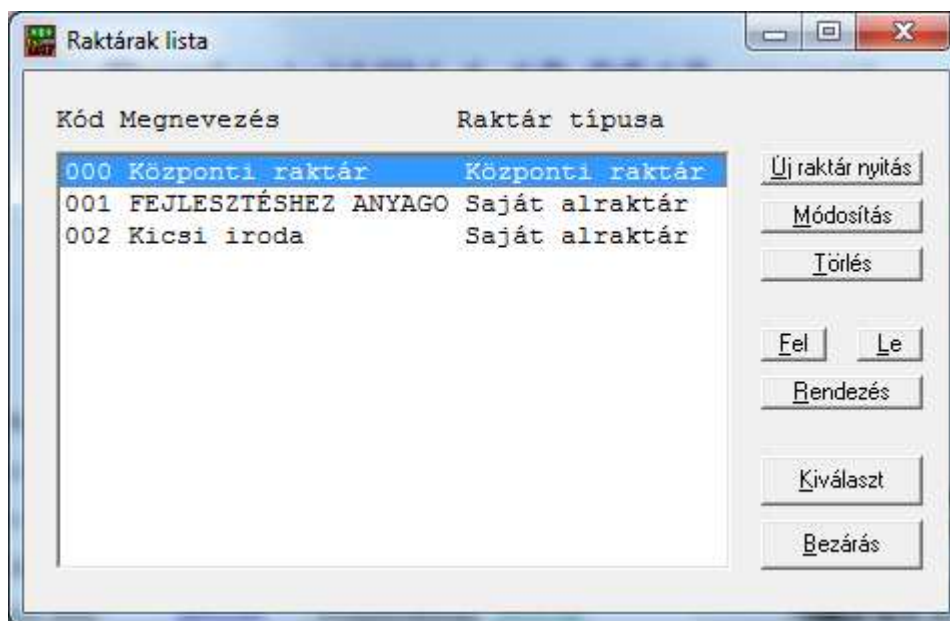 Raktárak lista
Kód Megnevezés Raktár típusa
000 Központi raktár Központi raktár
001 FEJLESZTÉSHEZ ANYAGO Saját alraktár
002 Kicsi iroda Saját alraktár
Új raktár nyitás
Módosítás
Törlés
Fel Le
Rendezés
Kiválaszt
Bezárás